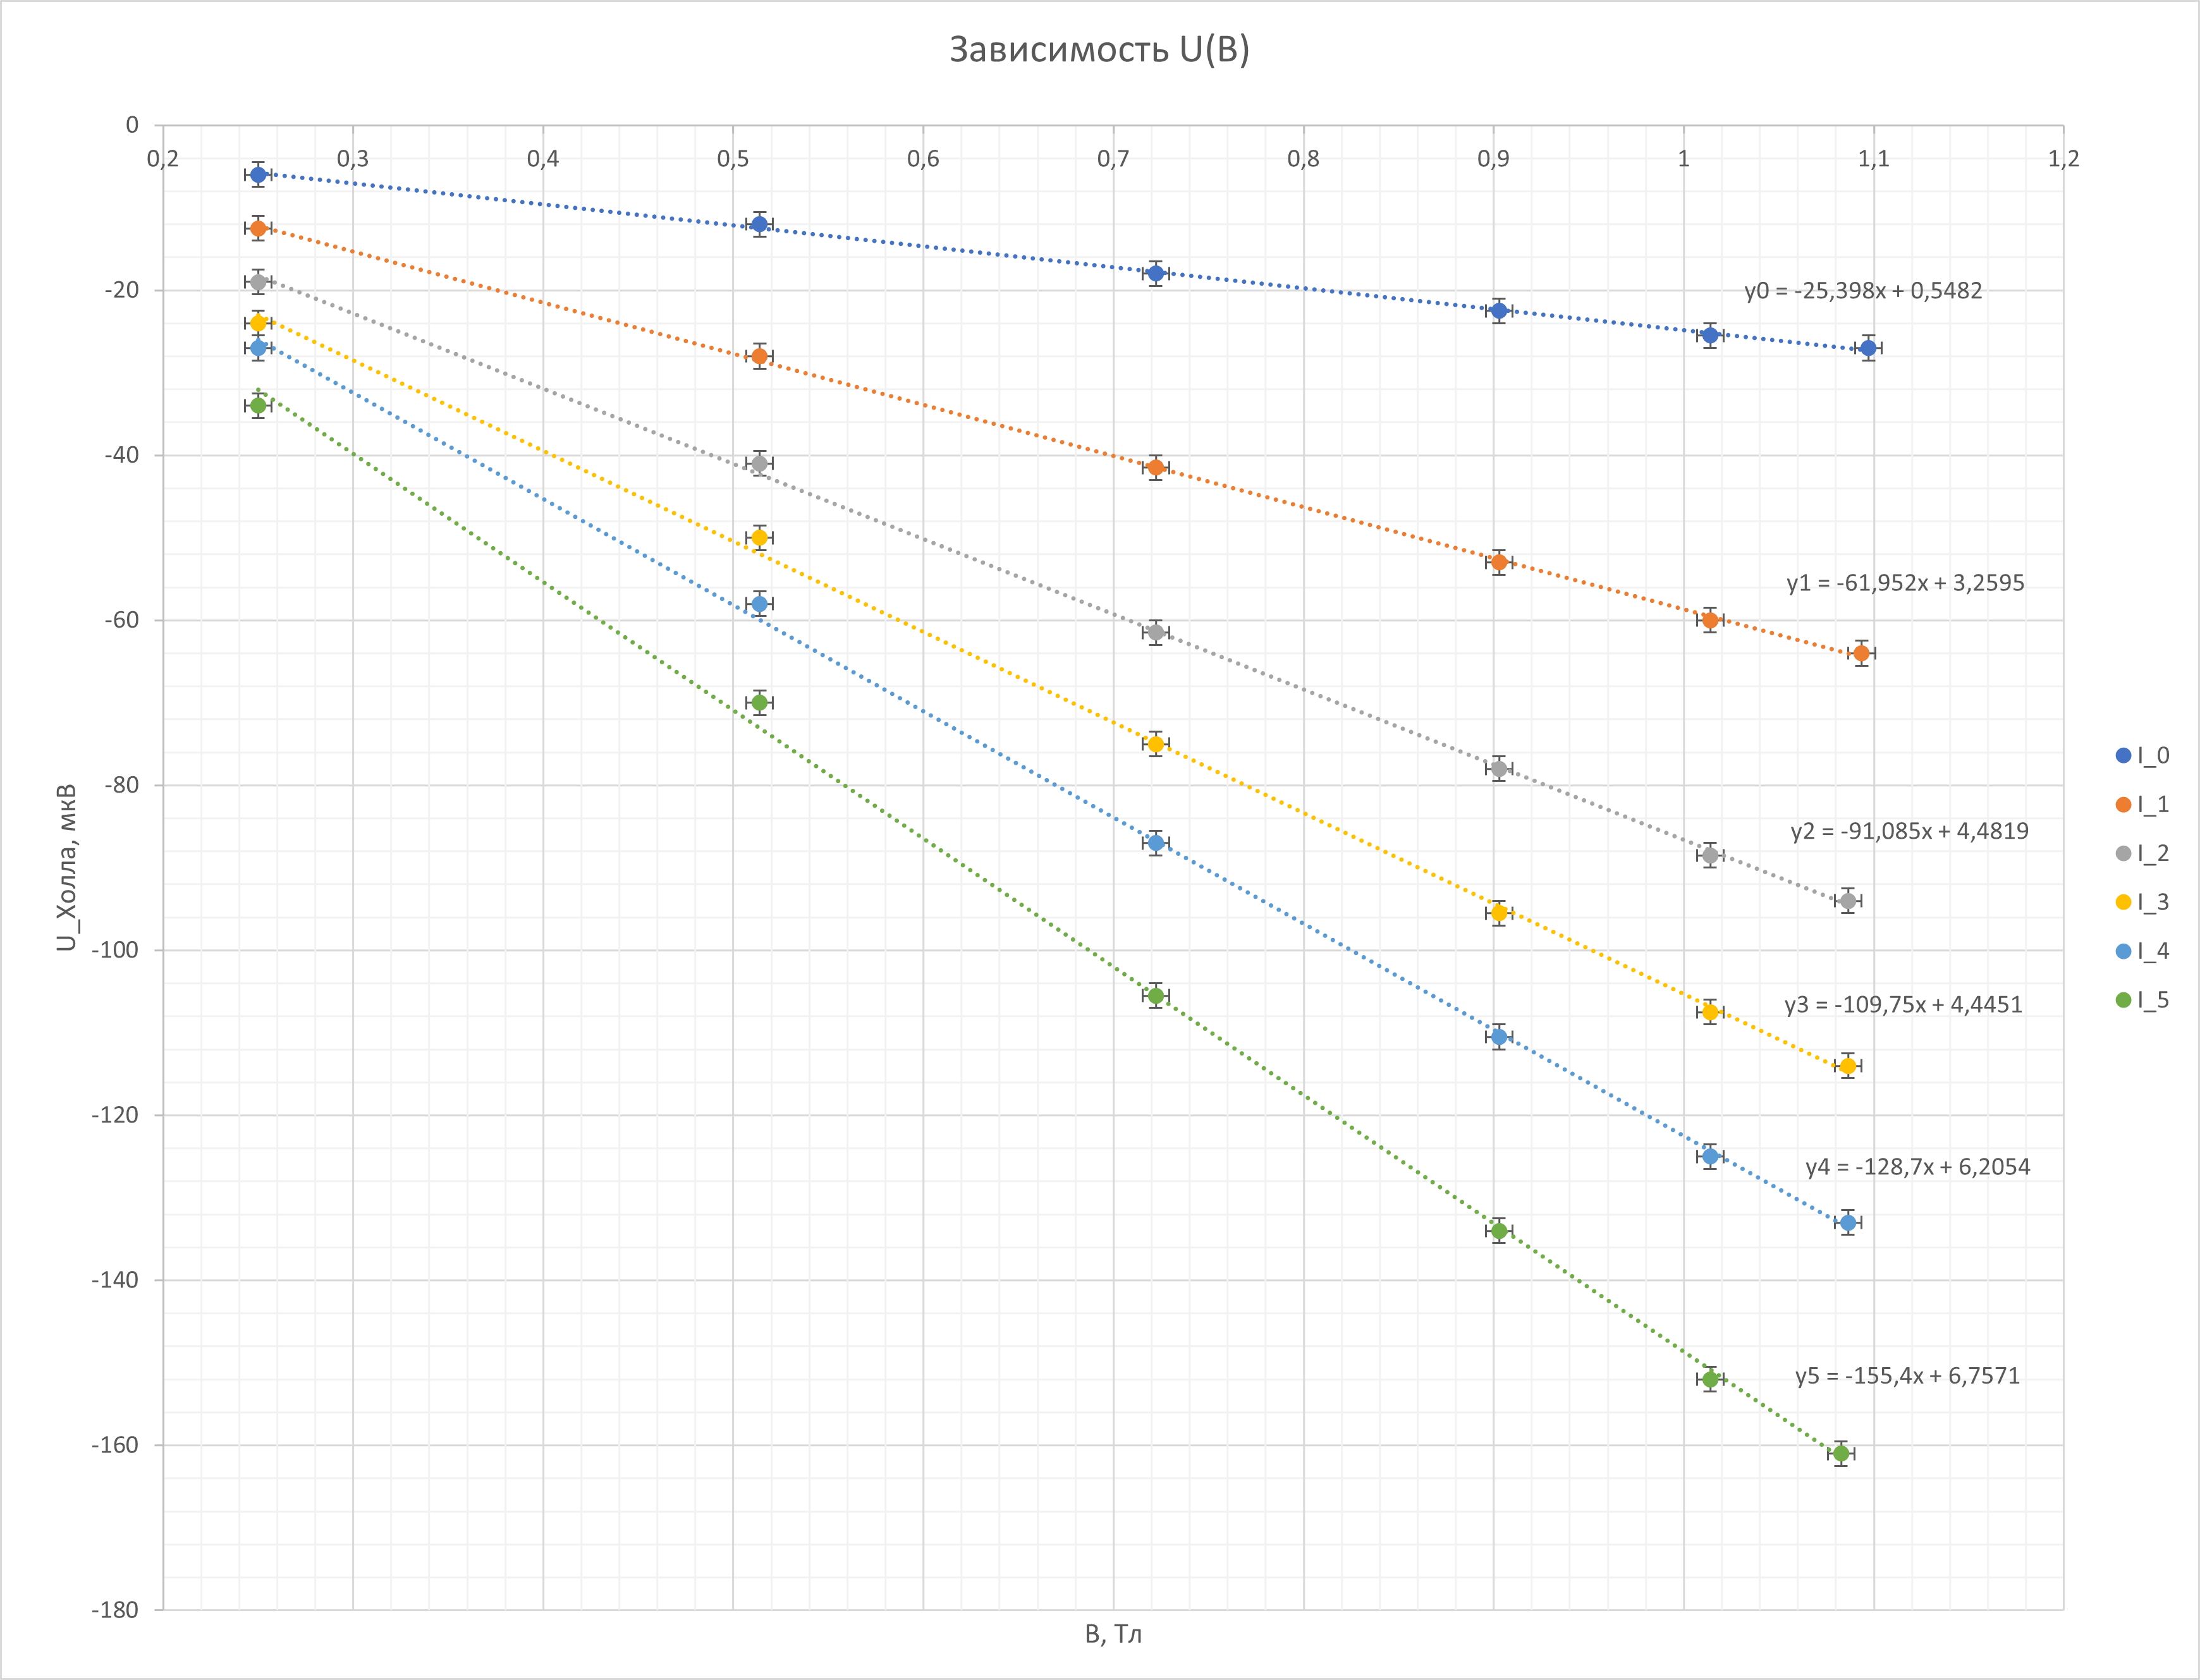 Зависимость U(B)
0
0,2 0,3 0,4 0,5 0,6 0,7 0,8 0,9 1 1,1 1,2
-20
y0 = -25,398x + 0,5482
-40
y1 = -61,952x + 3,2595
-60
-80
y2 = -91,085x + 4,4819
-100
y3 = -109,75x + 4,4451
-120
y4 = -128,7x + 6,2054
-140
y5 = -155,4x + 6,7571
-160
-180
U_Холла, мкВ
B, Тл
I_0
I_1
I_2
I_3
I_4
I_5